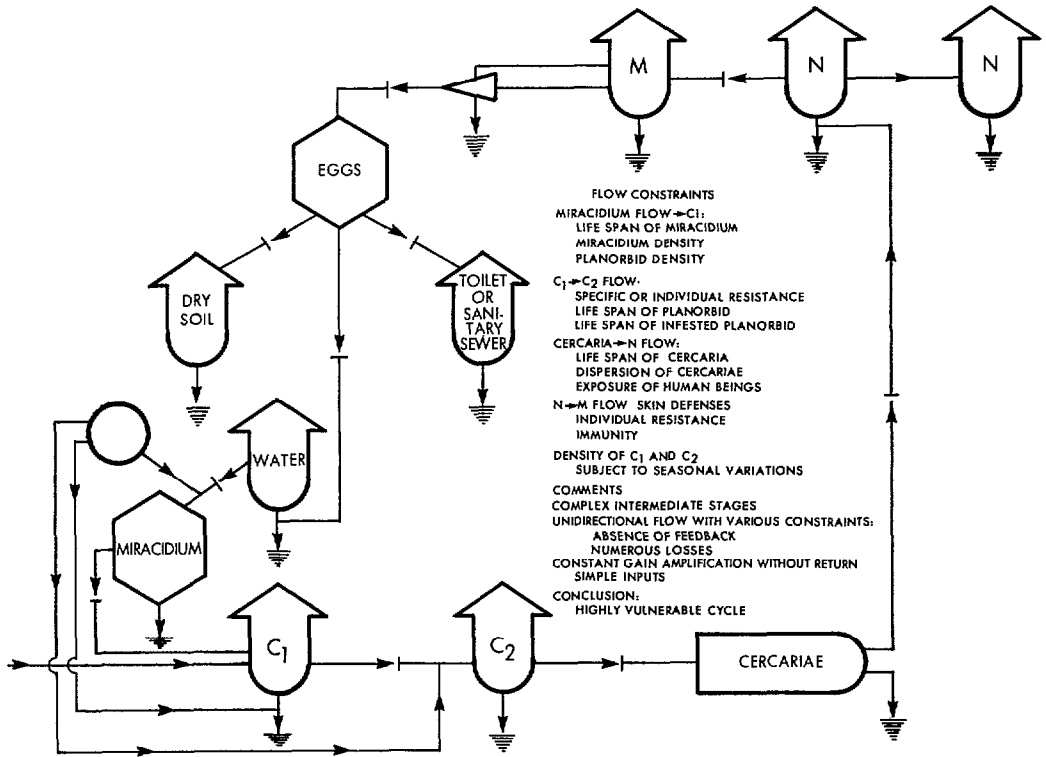 M
N
N
EGGS
DRY
SOIL
TOILET
OR
SANI-
TARY
SEWER
WATER
MIRACIDIUM
C1
C2
CERCARIAE
FLOW CONSTRAINTS
MIRACIDIUM FLOW→C1:
LIFE SPAN OF MIRACIDIUM
MIRACIDIUM DENSITY
PLANORBID DENSITY
C1→C2 FLOW·
SPECIFIC OR INDIVIDUAL RESISTANCE
LIFE SPAN OF PLANORBID
LIFE SPAN OF INFESTED PLANORBID
CERCARIA→N FLOW:
LIFE SPAN OF CERCARIA
DISPERSION OF CERCARIAE
EXPOSURE OF HUMAN BEINGS
N→M FLOW SKIN DEFENSES
INDIVIDUAL RESISTANCE
IMMUNITY
DENSITY OF C1 AND C2
SUBJECT TO SEASONAL VARIATIONS
COMMENTS
COMPLEX INTERMEDIATE STAGES
UNIDIRECTIONAL FLOW WITH VARIOUS CONSTRAINTS:
ABSENCE OF FEEDBACK
NUMEROUS LOSSES
CONSTANT GAIN AMPLIFICATION WITHOUT RETURN
SIMPLE INPUTS
CONCLUSION:
HIGHLY VULNERABLE CYCLE